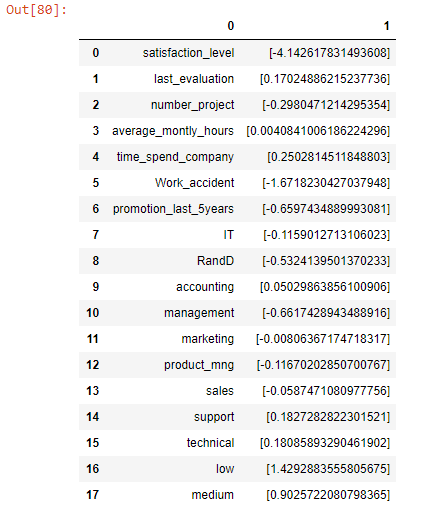 Out[80]:
0 1
0 satisfaction_level [-4.142617831493608]
1 last_evaluation [0.17024886215237736]
2 number_project [-0.2980471214295354]
3 average_montly_hours [0.0040841006186224296]
4 time_spend_company [0.2502814511848803]
5 Work_accident [-1.6718230427037948]
6 promotion_last_5years [-0.6597434889993081]
7 IT [-0.1159012713106023]
8 RandD [-0.5324139501370233]
9 accounting [0.05029863856100906]
10 management [-0.6617428943488916]
11 marketing [-0.00806367174718317]
12 product_mng [-0.11670202850700767]
13 sales [-0.0587471080977756]
14 support [0.1827282822301521]
15 technical [0.18085893290461902]
16 low [1.4292883555805675]
17 medium [0.9025722080798365]